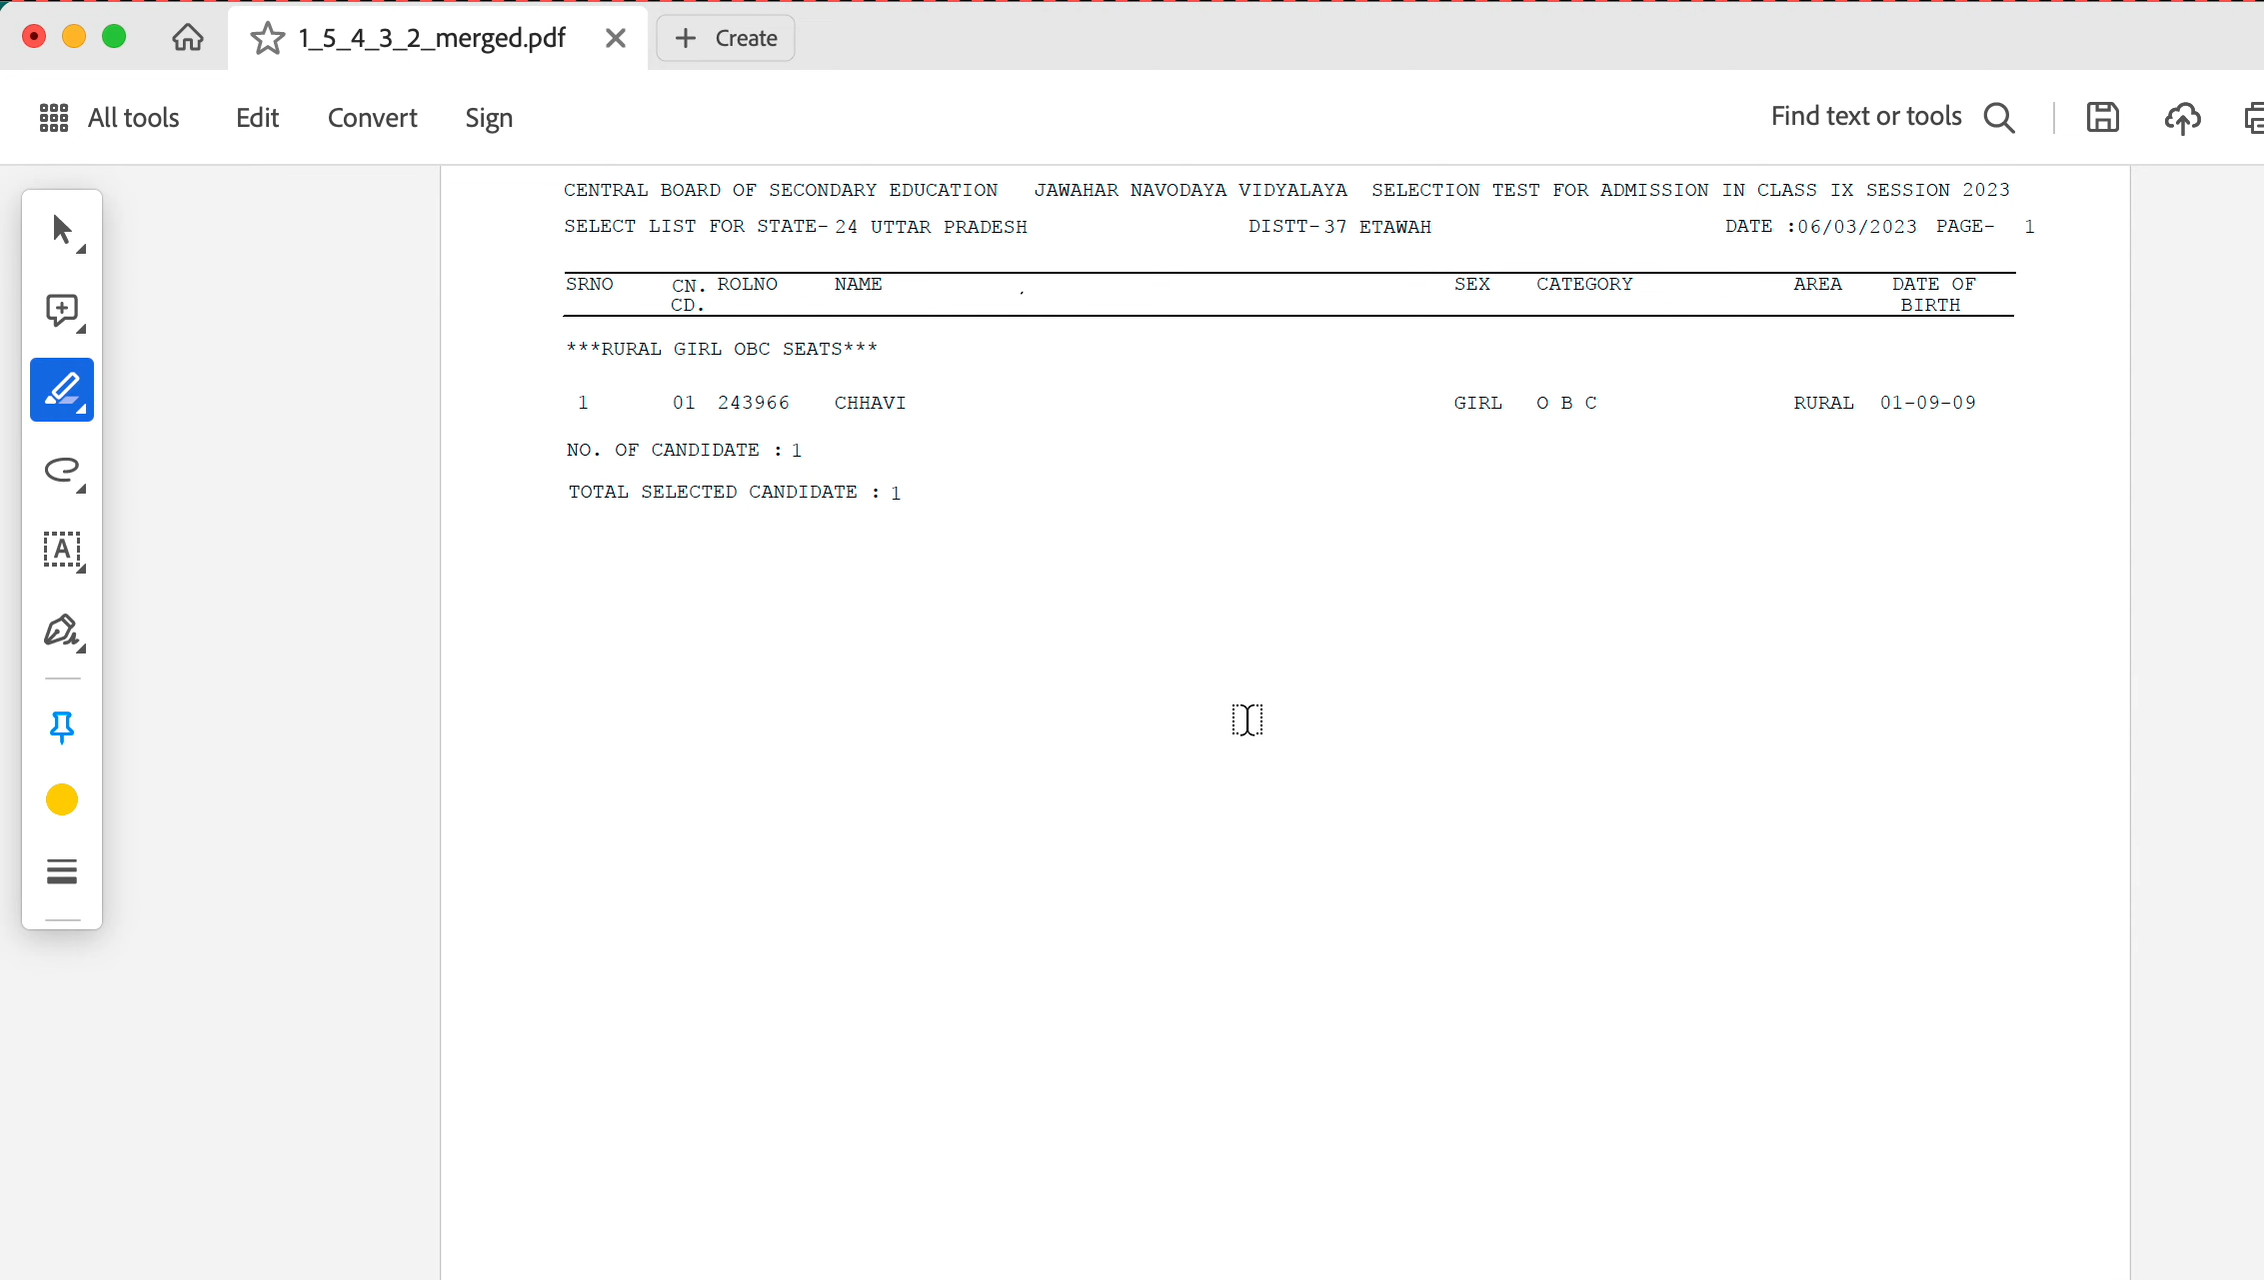 1_5_4_3_2_merged.pdf
Create
All tools Edit Convert Sign Find text or tools
CENTRAL BOARD OF SECONDARY EDUCATION JAWAHAR NAVODAYA VIDYALAYA SELECTION TEST FOR ADMISSION IN CLASS IX SESSION 2023
SELECT LIST FOR STATE- 24 UTTAR PRADESH DISTT- 37 ETAWAH DATE :06/03/2023 PAGE- 1
SRNO CN. ROLNO NAME SEX CATEGORY AREA DATE OF
CD. BIRTH
***RURAL GIRL OBC SEATS***
1 01 243966 CHHAVI GIRL O B C RURAL 01-09-09
NO. OF CANDIDATE : 1
TOTAL SELECTED CANDIDATE : 1
A